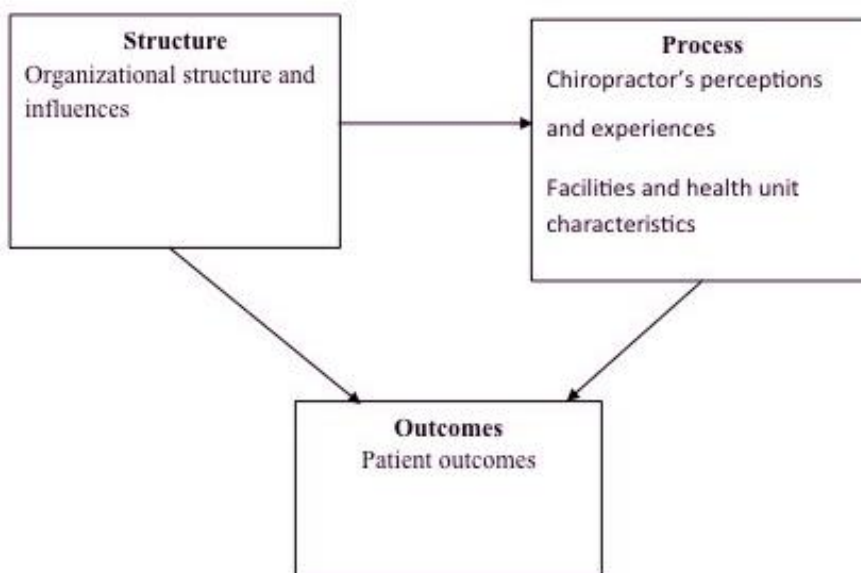 Structure
Organizational structure and
influences
Process
Chiropractor’s perceptions
and experiences
Facilities and health unit
characteristics
Outcomes
Patient outcomes